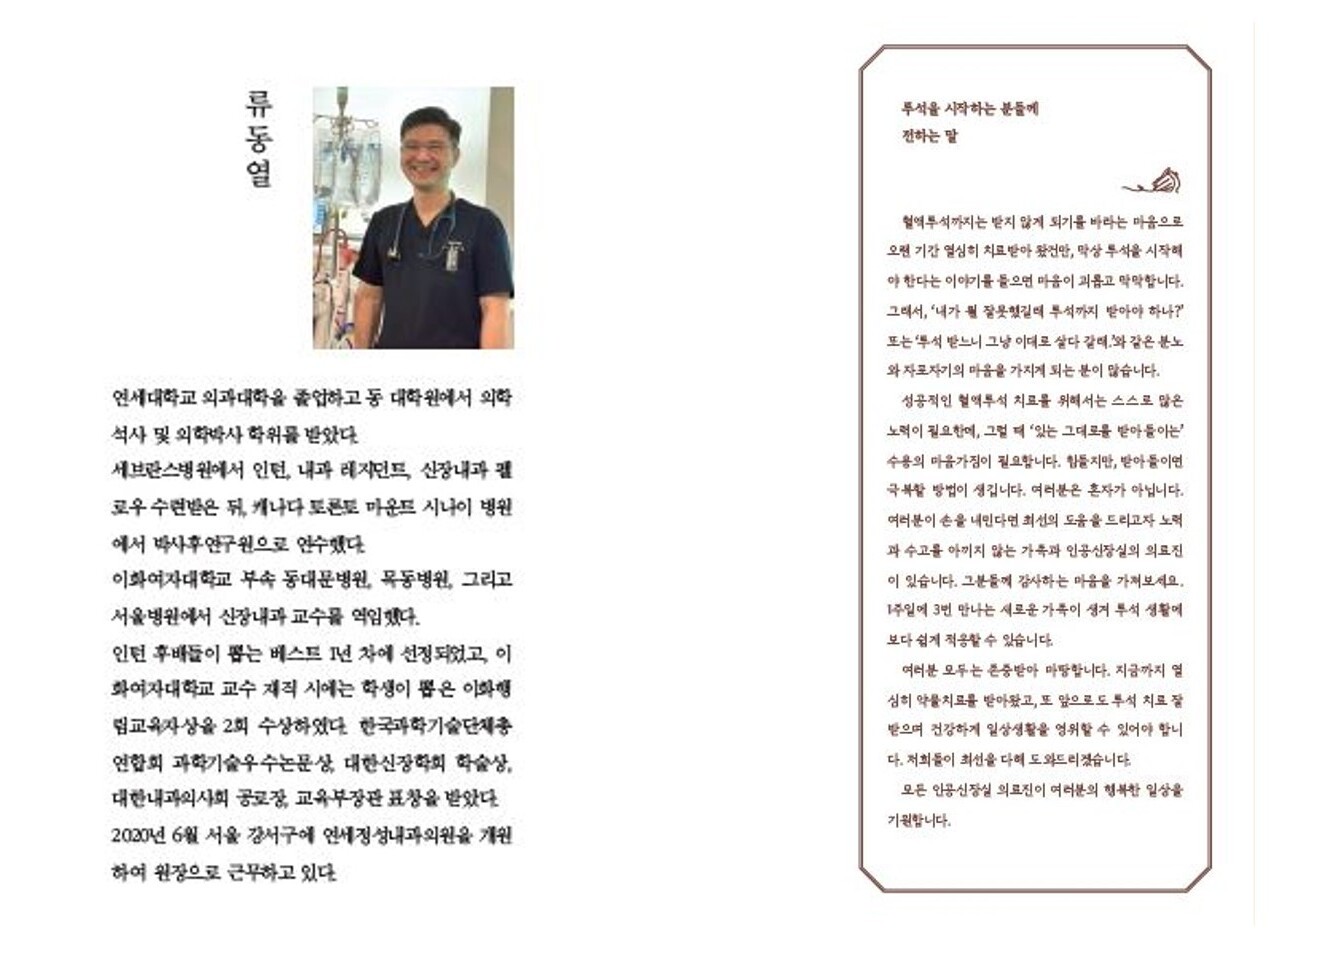 류동열
연세대학교 의과대학을 졸업하고 동 대학원에서 의학
석사 및 의학박사 학위를 받았다.
세브란스병원에서 인턴, 내과 레지던트, 신장내과 펠
로우 수련받은 뒤, 캐나다 토론토 마운트 시나이 병원
에서 박사후연구원으로 연수했다.
이화여자대학교 부속 동대문병원, 목동병원, 그리고
서울병원에서 신장내과 교수를 역임했다.
인턴 후배들이 뽑는 베스트 1년 차에 선정되었고, 이
화여자대학교 교수 재직 시에는 학생이 뽑은 이화행
림교육자상을 2회 수상하였다. 한국과학기술단체총
연합회 과학기술우수논문상, 대한신장학회 학술상,
대한내과의사회 공로장, 교육부장관 표창을 받았다.
2020년 6월 서울 강서구에 연세정성내과의원을 개원
하여 원장으로 근무하고 있다.
투석을 시작하는 분들께
전하는 말
혈액투석까지는 받지 않게 되기를 바라는 마음으로
오랜 기간 열심히 치료받아 왔건만, 막상 투석을 시작해
야 한다는 이야기를 들으면 마음이 괴롭고 막막합니다.
그래서, ‘내가 뭘 잘못했길래 투석까지 받아야 하나?’
또는 ‘투석 받느니 그냥 이대로 살다 갈래.’와 같은 분노
와 자포자기의 마음을 가지게 되는 분이 많습니다.
성공적인 혈액투석 치료를 위해서는 스스로 많은
노력이 필요한데, 그럴 때 ‘있는 그대로를 받아들이는’
수용의 마음가짐이 필요합니다. 힘들지만, 받아들이면
극복할 방법이 생깁니다. 여러분은 혼자가 아닙니다.
여러분이 손을 내민다면 최선의 도움을 드리고자 노력
과 수고를 아끼지 않는 가족과 인공신장실의 의료진
이 있습니다. 그분들께 감사하는 마음을 가져보세요.
1주일에 3번 만나는 새로운 가족이 생겨 투석 생활에
보다 쉽게 적응할 수 있습니다.
여러분 모두는 존중받아 마땅합니다. 지금까지 열
심히 약물치료를 받아왔고, 또 앞으로도 투석 치료 잘
받으며 건강하게 일상생활을 영위할 수 있어야 합니
다. 저희들이 최선을 다해 도와드리겠습니다.
모든 인공신장실 의료진이 여러분의 행복한 일상을
기원합니다.